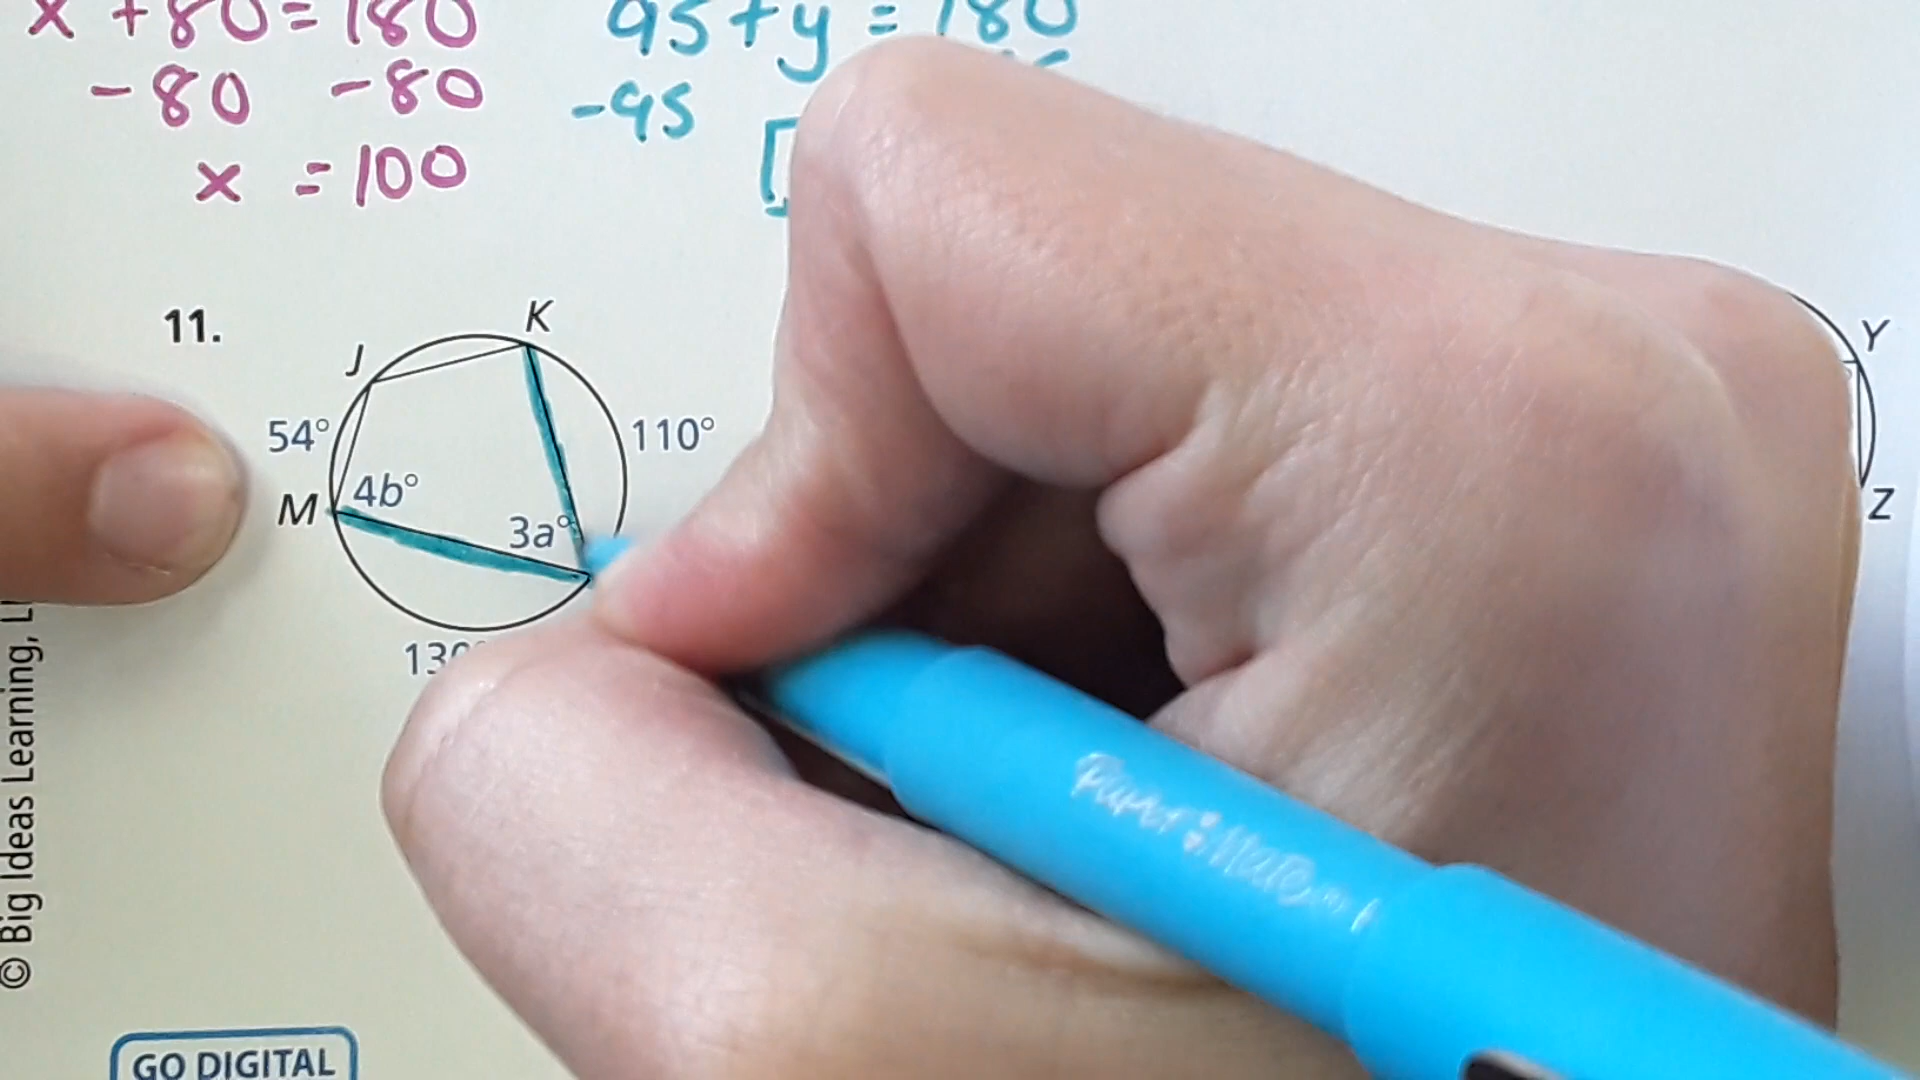 x + 80 = 180
- 80 - 80
x = 100
95 + y = 180
- 95
11.
K
J
54°
110°
M
4b°
3a°
Y
Z
© Big Ideas Learning,
GO DIGITAL